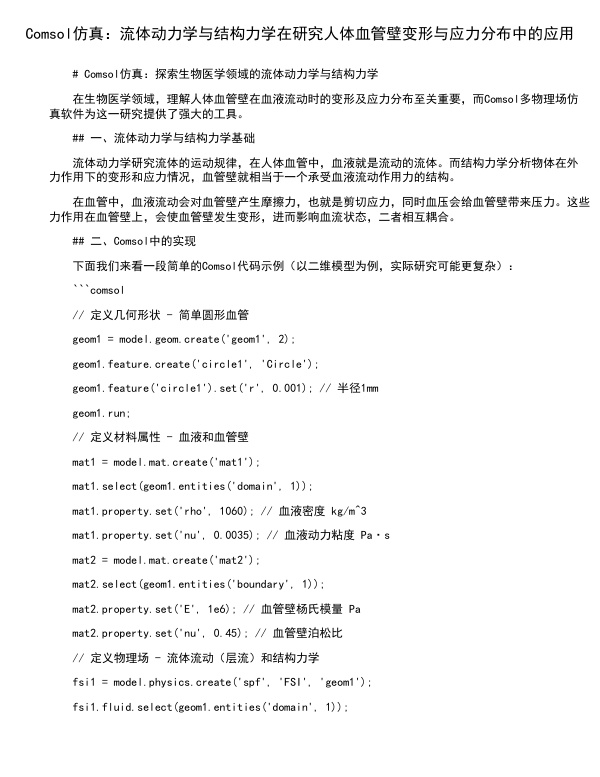 Comsol仿真：流体动力学与结构力学在研究人体血管壁变形与应力分布中的应用
# Comsol仿真：探索生物医学领域的流体动力学与结构力学
在生物医学领域，理解人体血管壁在血液流动时的变形及应力分布至关重要，而Comsol多物理场仿
真软件为这一研究提供了强大的工具。
## 一、流体动力学与结构力学基础
流体动力学研究流体的运动规律，在人体血管中，血液就是流动的流体。而结构力学分析物体在外
力作用下的变形和应力情况，血管壁就相当于一个承受血液流动作用力的结构。
在血管中，血液流动会对血管壁产生摩擦力，也就是剪切应力，同时血压会给血管壁带来压力。这些
力作用在血管壁上，会使血管壁发生变形，进而影响血流状态，二者相互耦合。
## 二、Comsol中的实现
下面我们来看一段简单的Comsol代码示例（以二维模型为例，实际研究可能更复杂）：
```comsol
// 定义几何形状 - 简单圆形血管
geom1 = model.geom.create('geom1', 2);
geom1.feature.create('circle1', 'Circle');
geom1.feature('circle1').set('r', 0.001); // 半径1mm
geom1.run;
// 定义材料属性 - 血液和血管壁
mat1 = model.mat.create('mat1');
mat1.select(geom1.entities('domain', 1));
mat1.property.set('rho', 1060); // 血液密度 kg/m^3
mat1.property.set('nu', 0.0035); // 血液动力粘度 Pa·s
mat2 = model.mat.create('mat2');
mat2.select(geom1.entities('boundary', 1));
mat2.property.set('E', 1e6); // 血管壁杨氏模量 Pa
mat2.property.set('nu', 0.45); // 血管壁泊松比
// 定义物理场 - 流体流动（层流）和结构力学
fsi1 = model.physics.create('spf', 'FSI', 'geom1');
fsi1.fluid.select(geom1.entities('domain', 1));